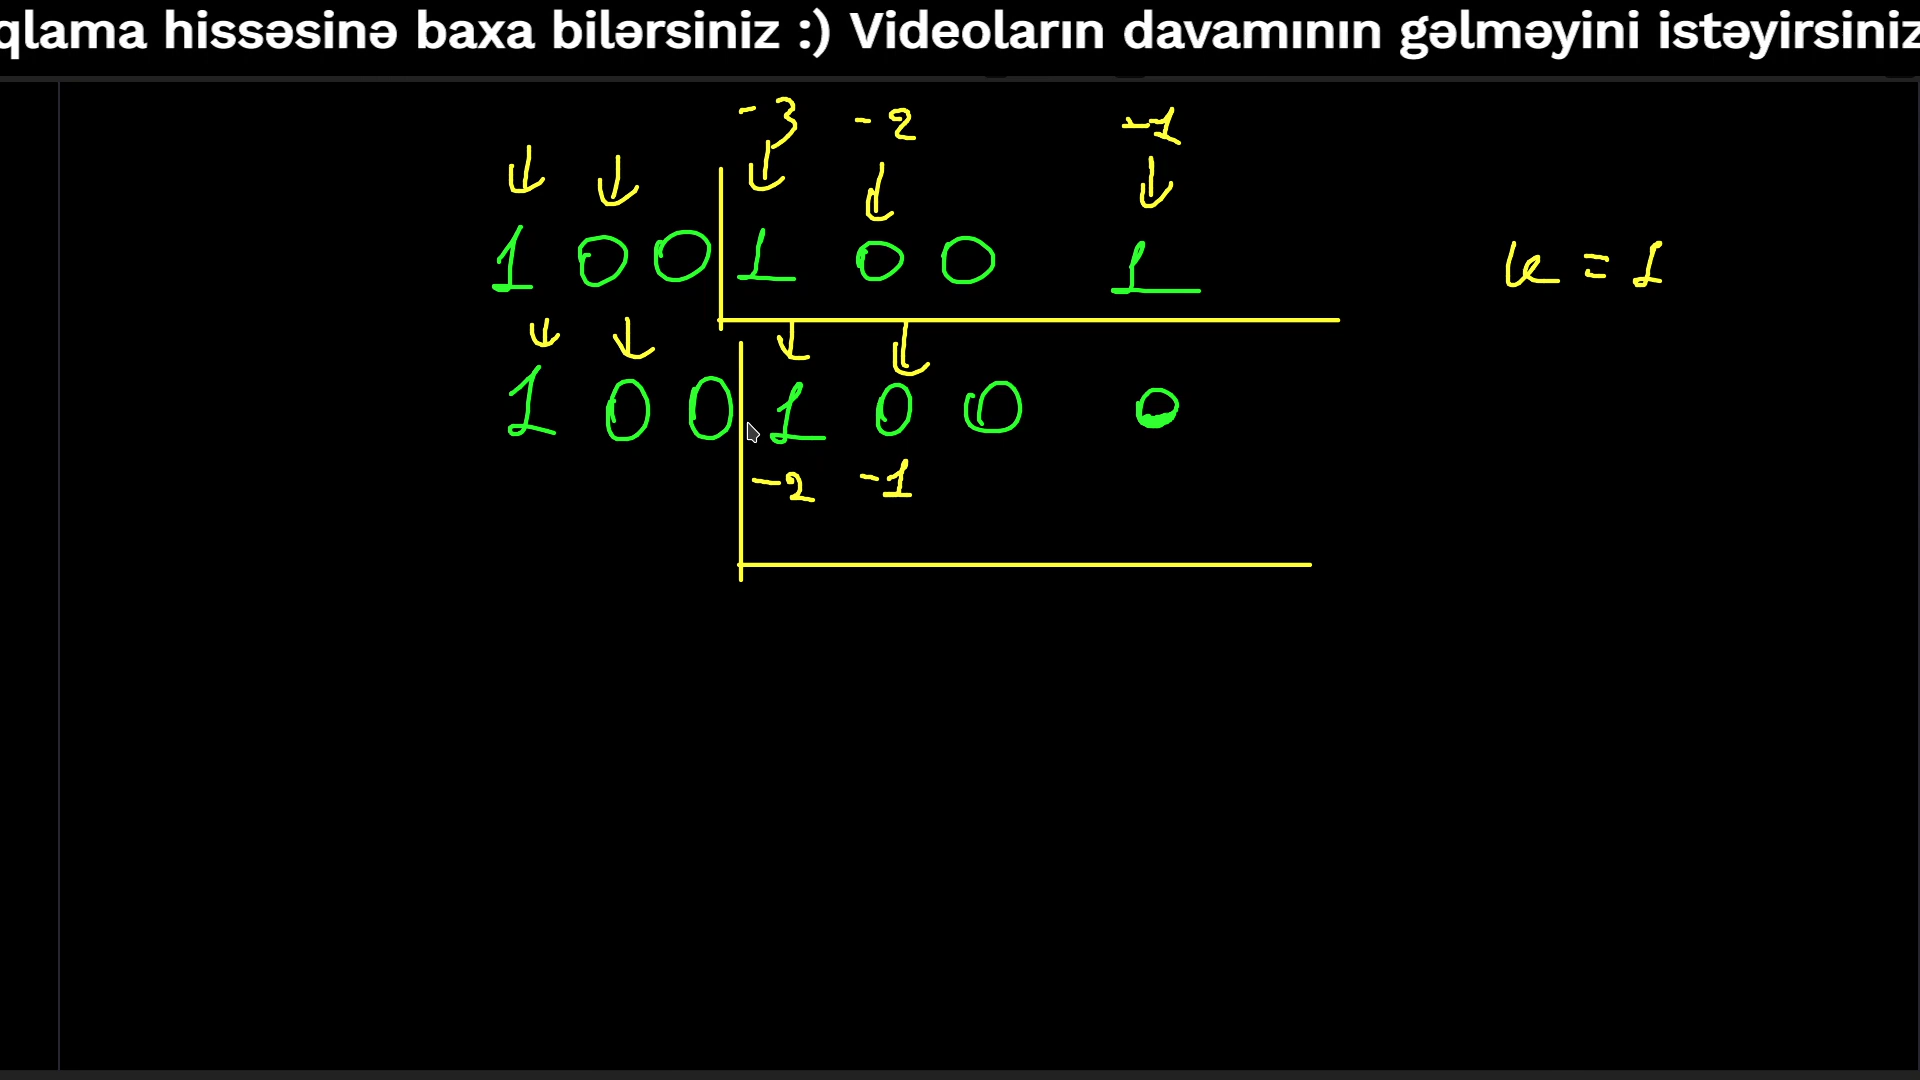 qlama hissəsinə baxa bilərsiniz :) Videoların davamının gəlməyini istəyirsiniz
-3 -2 -1
1 0 0 1 0 0 1
k = 1
1 0 0 1 0 0 0
-2 -1